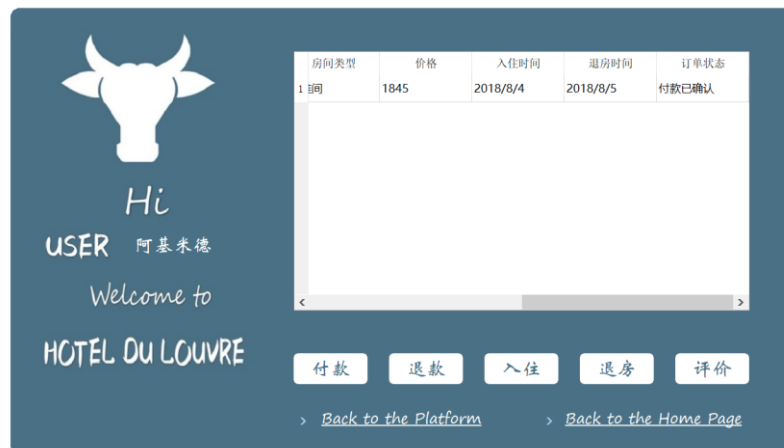 Hi
USER 阿基米德
Welcome to
HOTEL DU LOUVRE
房间类型 价格 入住时间 退房时间 订单状态
1 间 1845 2018/8/4 2018/8/5 付款已确认
付款 退款 入住 退房 评价
Back to the Platform Back to the Home Page